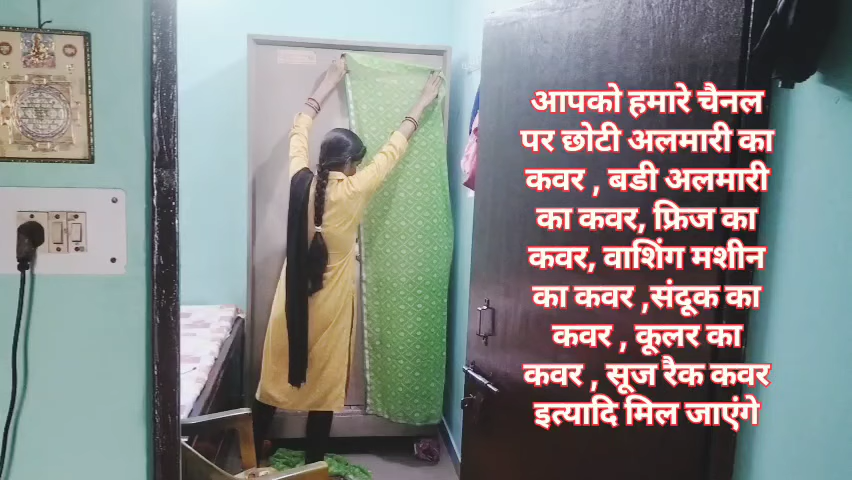 आपको हमारे चैनल
पर छोटी अलमारी का
कवर , बडी अलमारी
का कवर, फ्रिज का
कवर, वाशिंग मशीन
का कवर ,संदूक का
कवर , कूलर का
कवर , सूज रैक कवर
इत्यादि मिल जाएंगे